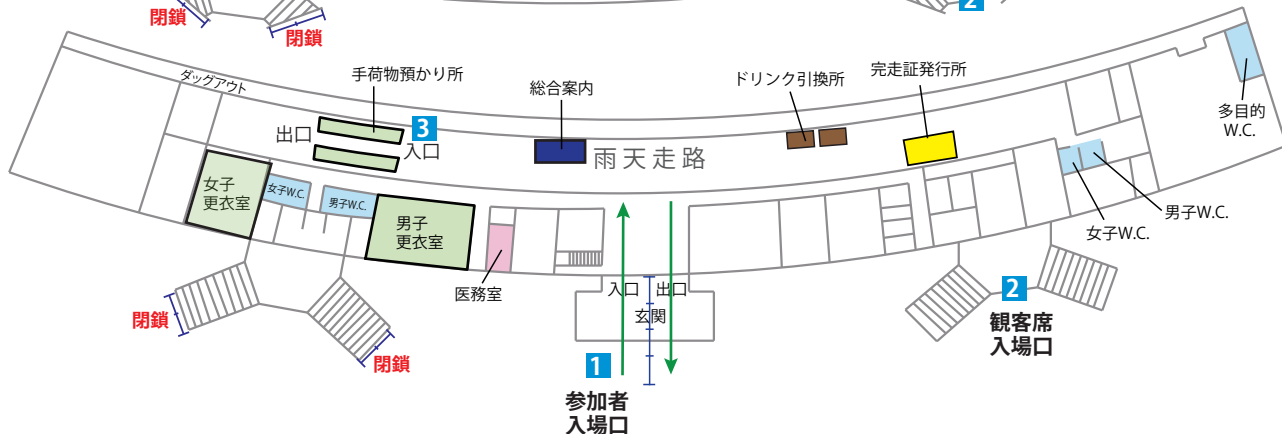 閉鎖
閉鎖
2
ダッグアウト
手荷物預かり所
総合案内
ドリンク引換所
完走証発行所
多目的
W.C.
出口
3
入口
雨天走路
女子
更衣室
女子W.C.
男子W.C.
男子
更衣室
医務室
男子W.C.
女子W.C.
入口
出口
玄関
閉鎖
閉鎖
1
参加者
入場口
2
観客席
入場口